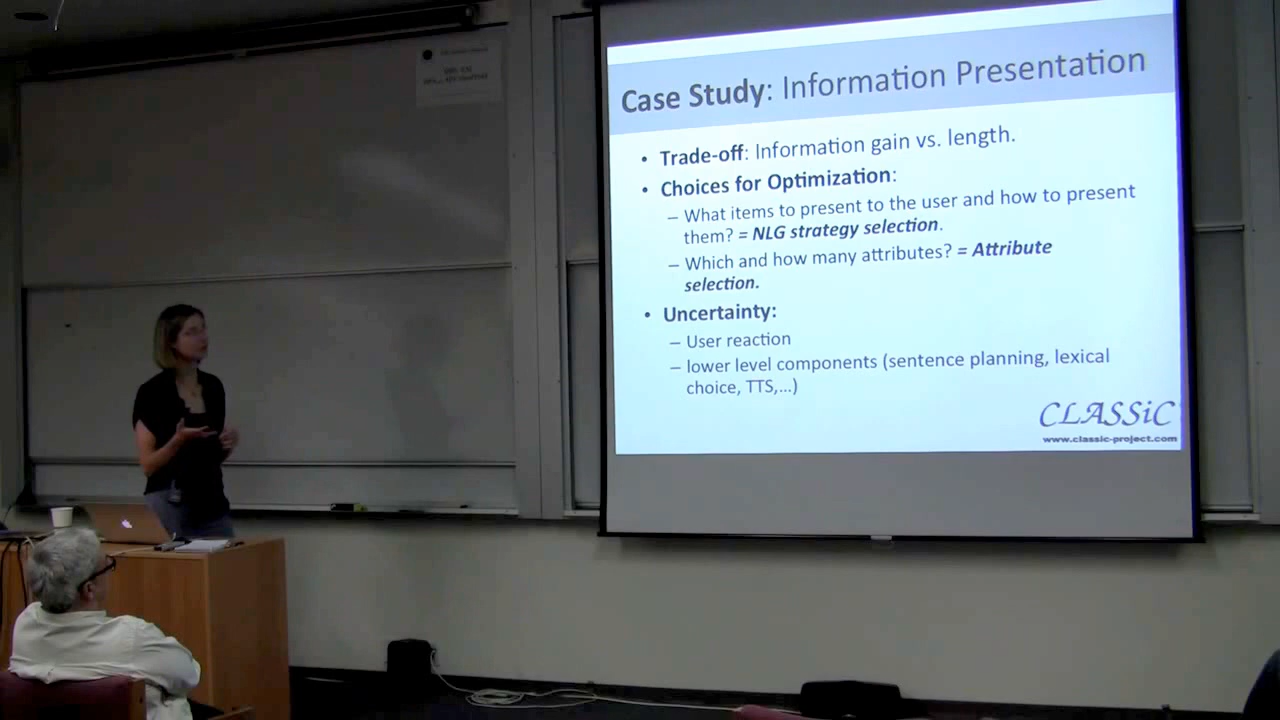 Case Study: Information Presentation
• Trade-off: Information gain vs. length.
• Choices for Optimization:
– What items to present to the user and how to present
them? = NLG strategy selection.
– Which and how many attributes? = Attribute
selection.
• Uncertainty:
– User reaction
– lower level components (sentence planning, lexical
choice, TTS,...)
CLASSiC
www.classic-project.com